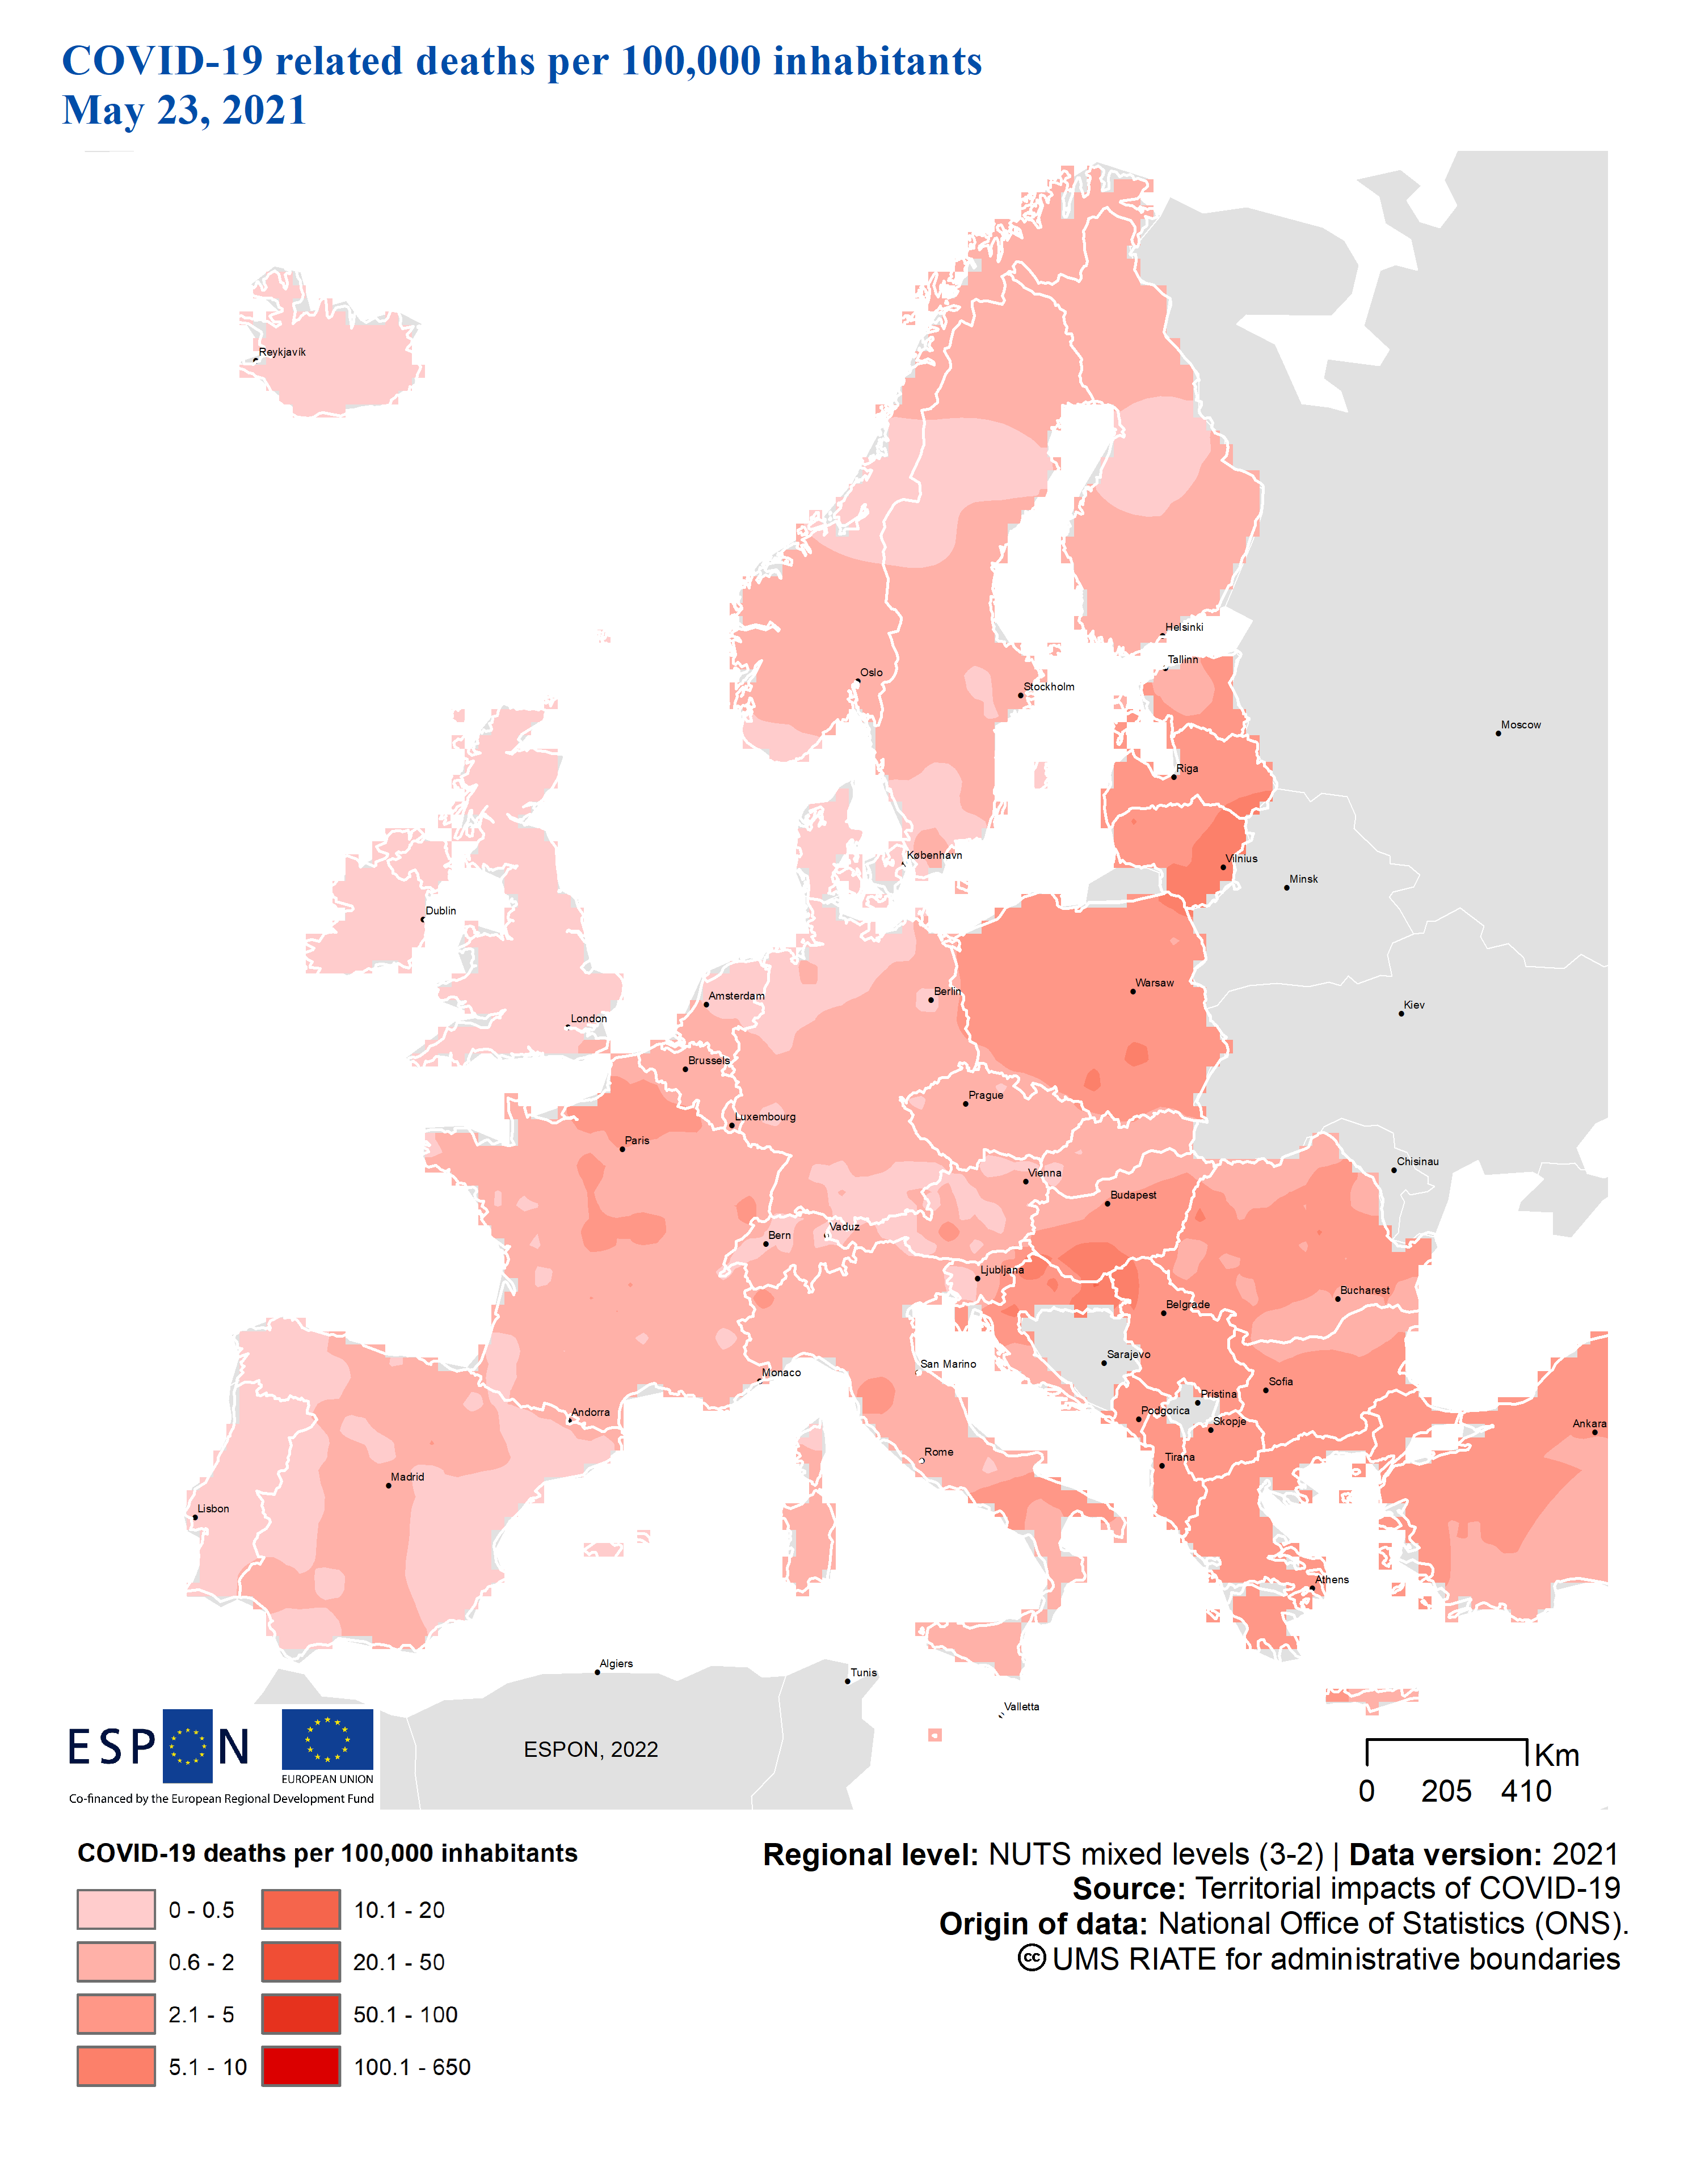 COVID-19 related deaths per 100,000 inhabitants
May 23, 2021
Reykjavík
Helsinki
Tallinn
Oslo
Stockholm
Moscow
Riga
København
Vilnius
Minsk
Dublin
Amsterdam
Berlin
Warsaw
London
Kiev
Brussels
Prague
Luxembourg
Paris
Chisinau
Vienna
Budapest
Vaduz
Bern
Ljubljana
Bucharest
Belgrade
Sarajevo
San Marino
Monaco
Sofia
Pristina
Andorra
Podgorica
Skopje
Ankara
Rome
Tirana
Madrid
Lisbon
Athens
Algiers
Tunis
Valletta
ESPON
EUROPEAN UNION
Co-financed by the European Regional Development Fund
ESPON, 2022
Km
0 205 410
COVID-19 deaths per 100,000 inhabitants
0 - 0.5
0.6 - 2
2.1 - 5
5.1 - 10
10.1 - 20
20.1 - 50
50.1 - 100
100.1 - 650
Regional level: NUTS mixed levels (3-2) | Data version: 2021
Source: Territorial impacts of COVID-19
Origin of data: National Office of Statistics (ONS).
cc UMS RIATE for administrative boundaries